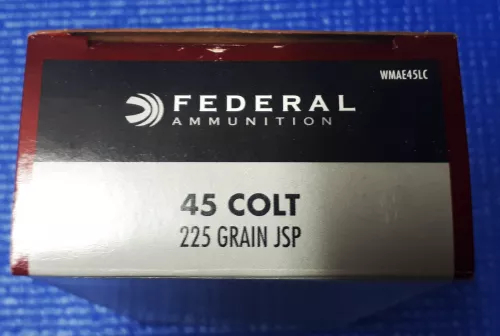 WMAE45LC
FEDERAL
AMMUNITION
45 COLT
225 GRAIN JSP